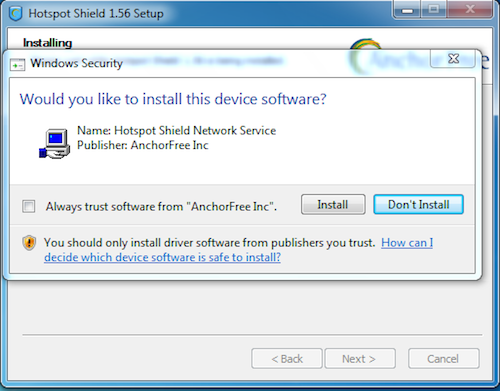 Hotspot Shield 1.56 Setup
Installing
Windows Security
Would you like to install this device software?
Name: Hotspot Shield Network Service
Publisher: AnchorFree Inc
Always trust software from "AnchorFree Inc".
Install
Don't Install
You should only install driver software from publishers you trust. How can I
decide which device software is safe to install?
< Back
Next >
Cancel